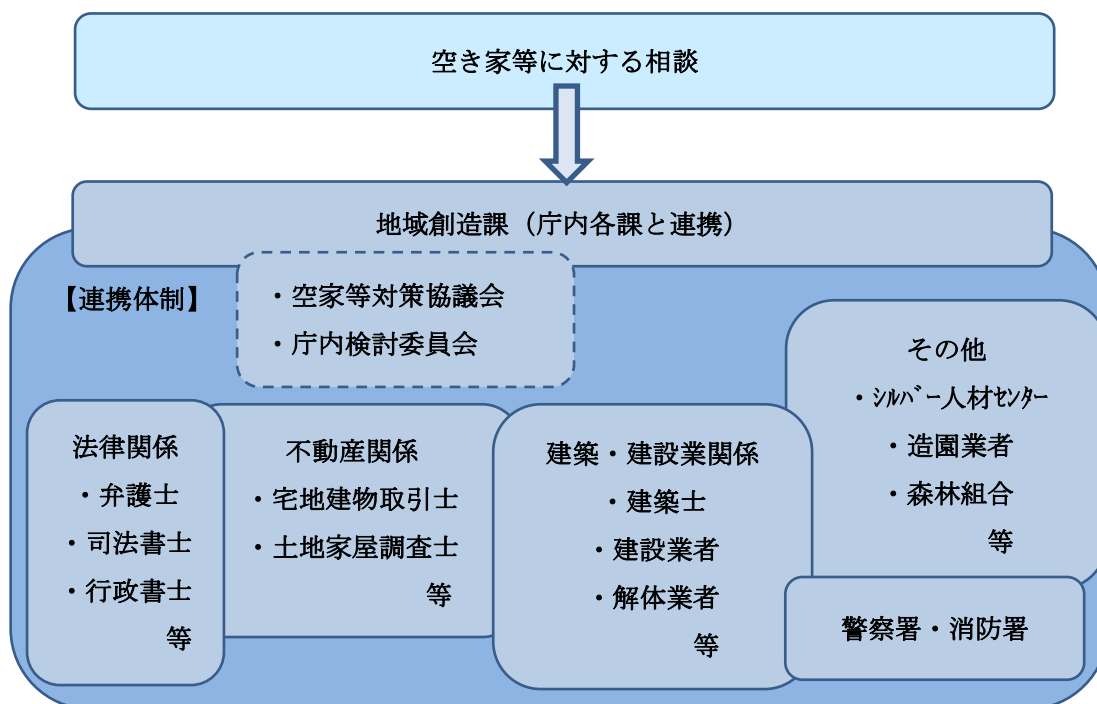 空き家等に対する相談
地域創造課（庁内各課と連携）
【連携体制】
・空家等対策協議会
・庁内検討委員会
法律関係
・弁護士
・司法書士
・行政書士
等
不動産関係
・宅地建物取引士
・土地家屋調査士
等
建築・建設業関係
・建築士
・建設業者
・解体業者
等
その他
・ｼﾙﾊﾞｰ人材ｾﾝﾀｰ
・造園業者
・森林組合
等
警察署・消防署